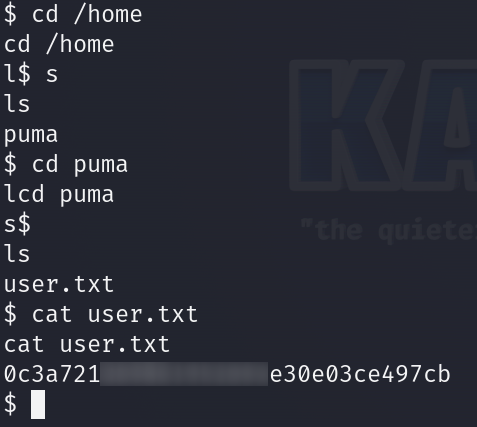 $ cd /home
cd /home
l$ s
ls
puma
$ cd puma
lcd puma
s$
ls
user.txt
$ cat user.txt
cat user.txt
0c3a721 e30e03ce497cb
$
KA
"the quiete